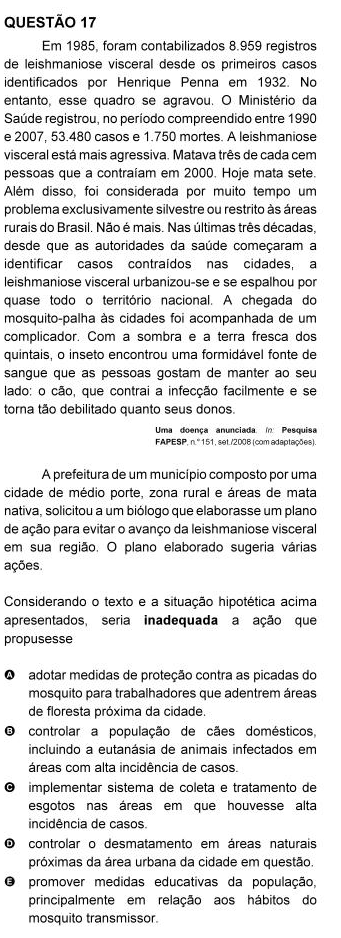 QUESTÃO 17
Em 1985, foram contabilizados 8.959 registros
de leishmaniose visceral desde os primeiros casos
identificados por Henrique Penna em 1932. No
entanto, esse quadro se agravou. O Ministério da
Saúde registrou, no período compreendido entre 1990
e 2007, 53.480 casos e 1.750 mortes. A leishmaniose
visceral está mais agressiva. Matava três de cada cem
pessoas que a contraíam em 2000. Hoje mata sete.
Além disso, foi considerada por muito tempo um
problema exclusivamente silvestre ou restrito às áreas
rurais do Brasil. Não é mais. Nas últimas três décadas,
desde que as autoridades da saúde começaram a
identificar casos contraídos nas cidades, a
leishmaniose visceral urbanizou-se e se espalhou por
quase todo o território nacional. A chegada do
mosquito-palha às cidades foi acompanhada de um
complicador. Com a sombra e a terra fresca dos
quintais, o inseto encontrou uma formidável fonte de
sangue que as pessoas gostam de manter ao seu
lado: o cão, que contrai a infecção facilmente e se
torna tão debilitado quanto seus donos.
Uma doença anunciada. In: Pesquisa
FAPESP, n.º 151, set./2008 (com adaptações).
A prefeitura de um município composto por uma
cidade de médio porte, zona rural e áreas de mata
nativa, solicitou a um biólogo que elaborasse um plano
de ação para evitar o avanço da leishmaniose visceral
em sua região. O plano elaborado sugeria várias
ações.
Considerando o texto e a situação hipotética acima
apresentados, seria inadequada a ação que
propusesse
A adotar medidas de proteção contra as picadas do
mosquito para trabalhadores que adentrem áreas
de floresta próxima da cidade.
B controlar a população de cães domésticos,
incluindo a eutanásia de animais infectados em
áreas com alta incidência de casos.
C implementar sistema de coleta e tratamento de
esgotos nas áreas em que houvesse alta
incidência de casos.
D controlar o desmatamento em áreas naturais
próximas da área urbana da cidade em questão.
E promover medidas educativas da população,
principalmente em relação aos hábitos do
mosquito transmissor.